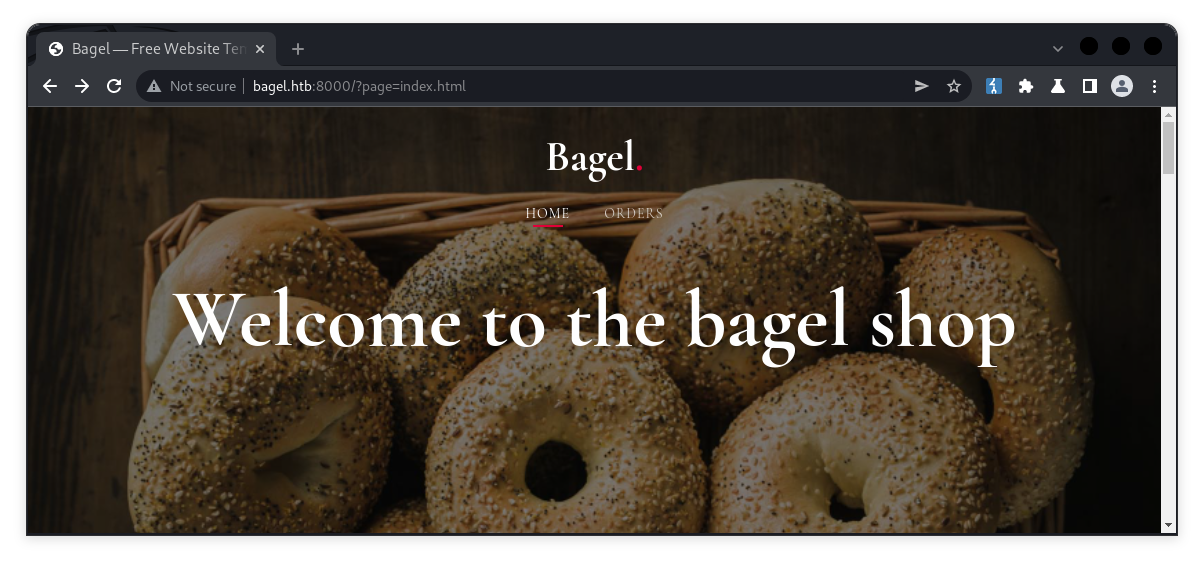 Bagel — Free Website Ten
Not secure | bagel.htb:8000/?page=index.html
Bagel.
HOME ORDERS
Welcome to the bagel shop